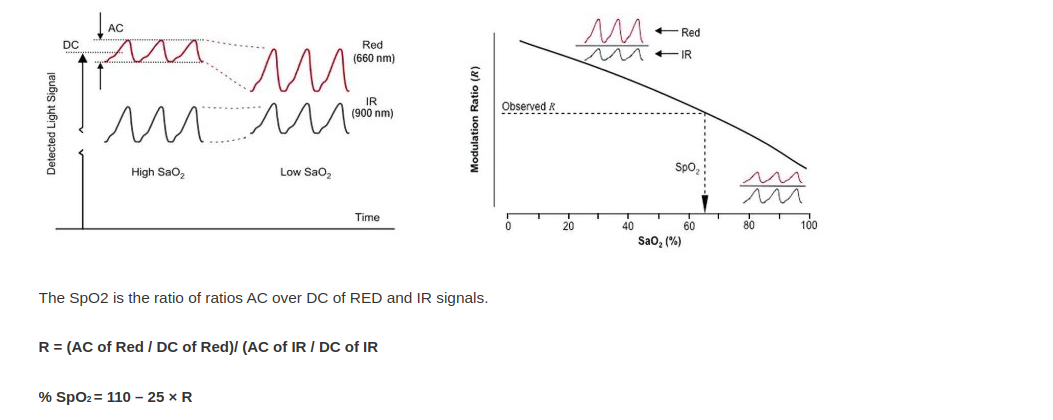 AC
DC
Red
(660 nm)
IR
(900 nm)
Detected Light Signal
High SaO₂
Low SaO₂
Time
Red
IR
Modulation Ratio (R)
Observed R
SpO₂
0 20 40 60 80 100
SaO₂ (%)
The SpO2 is the ratio of ratios AC over DC of RED and IR signals.
R = (AC of Red / DC of Red)/ (AC of IR / DC of IR
% SpO₂ = 110 – 25 × R